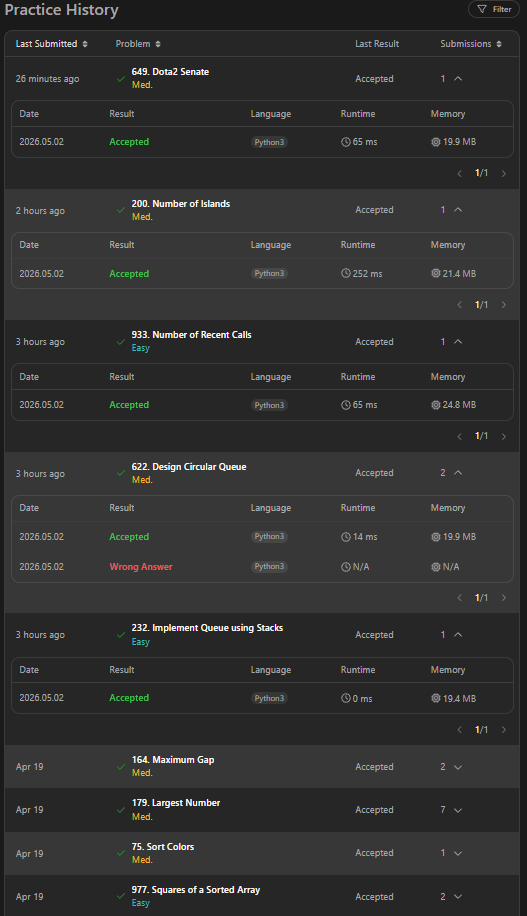 Practice History
Filter
Last Submitted Problem Last Result Submissions
26 minutes ago 649. Dota2 Senate Accepted 1
Med.
Date Result Language Runtime Memory
2026.05.02 Accepted Python3 65 ms 19.9 MB
1/1
2 hours ago 200. Number of Islands Accepted 1
Med.
Date Result Language Runtime Memory
2026.05.02 Accepted Python3 252 ms 21.4 MB
1/1
3 hours ago 933. Number of Recent Calls Accepted 1
Easy
Date Result Language Runtime Memory
2026.05.02 Accepted Python3 65 ms 24.8 MB
1/1
3 hours ago 622. Design Circular Queue Accepted 2
Med.
Date Result Language Runtime Memory
2026.05.02 Accepted Python3 14 ms 19.9 MB
2026.05.02 Wrong Answer Python3 N/A N/A
1/1
3 hours ago 232. Implement Queue using Stacks Accepted 1
Easy
Date Result Language Runtime Memory
2026.05.02 Accepted Python3 0 ms 19.4 MB
1/1
Apr 19 164. Maximum Gap Accepted 2
Med.
Apr 19 179. Largest Number Accepted 7
Med.
Apr 19 75. Sort Colors Accepted 1
Med.
Apr 19 977. Squares of a Sorted Array Accepted 2
Easy